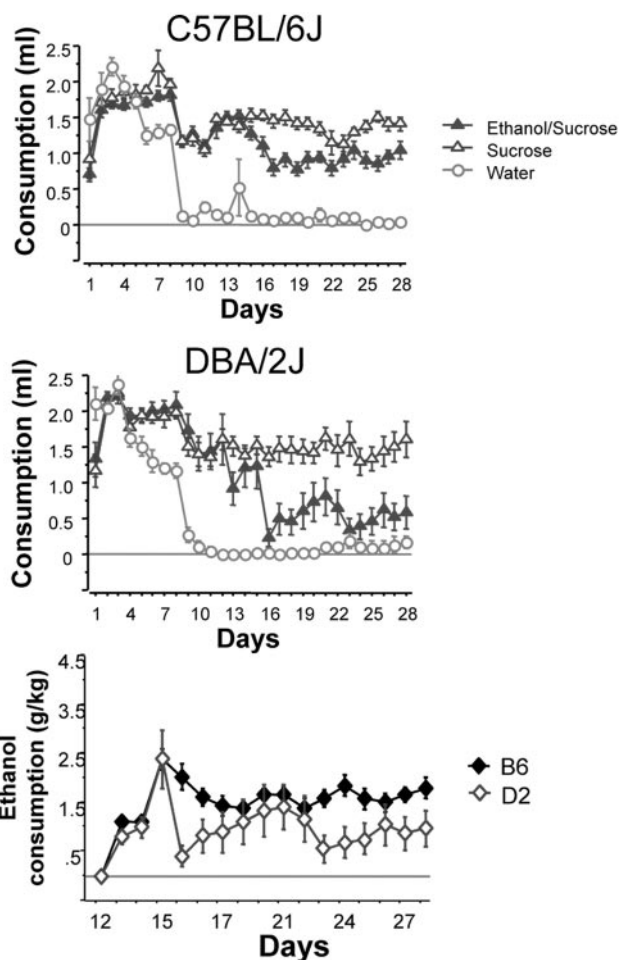 C57BL/6J
Consumption (ml)
2.5
2.0
1.5
1.0
0.5
0
1 4 7 10 13 16 19 22 25 28
Days
Ethanol/Sucrose
Sucrose
Water
DBA/2J
Consumption (ml)
2.5
2.0
1.5
1.0
0.5
0
1 4 7 10 13 16 19 22 25 28
Days
Ethanol
consumption (g/kg)
4.5
3.5
2.5
1.5
.5
12 15 17 21 24 27
Days
B6
D2